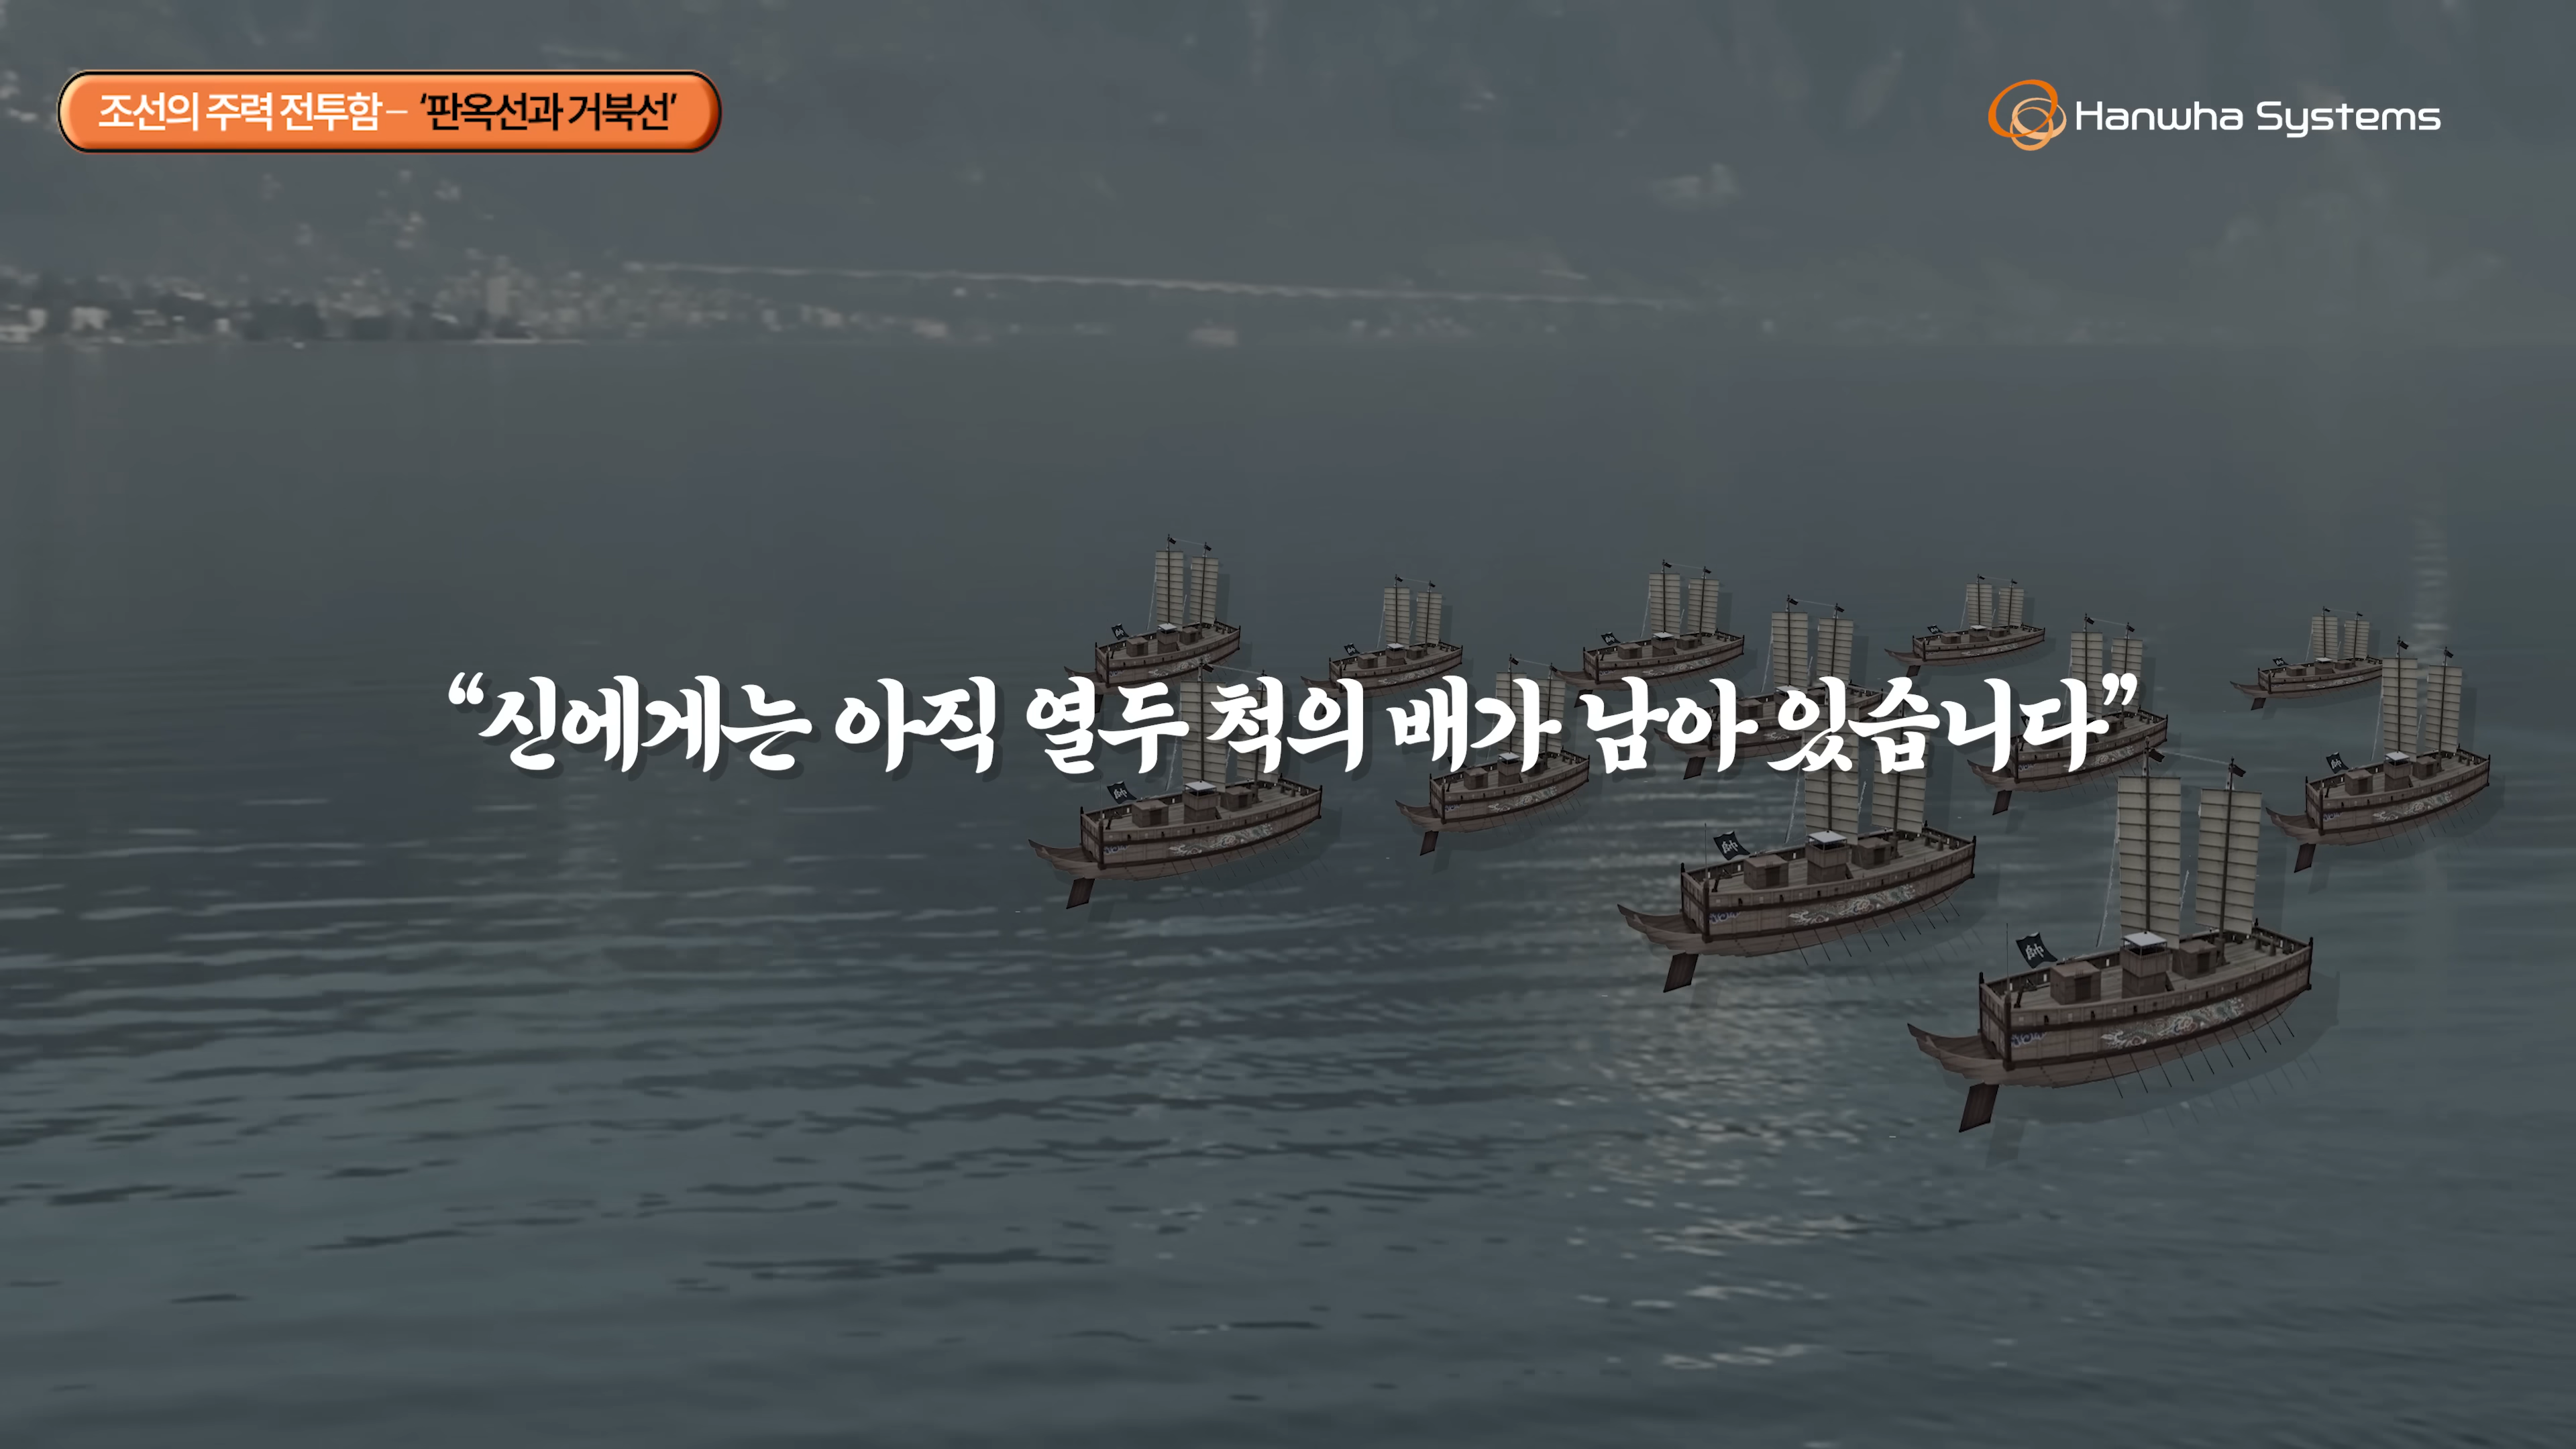 조선의 주력 전투함 – ‘판옥선과 거북선’
Hanwha Systems
“신에게는 아직 열두 척의 배가 남아 있습니다”